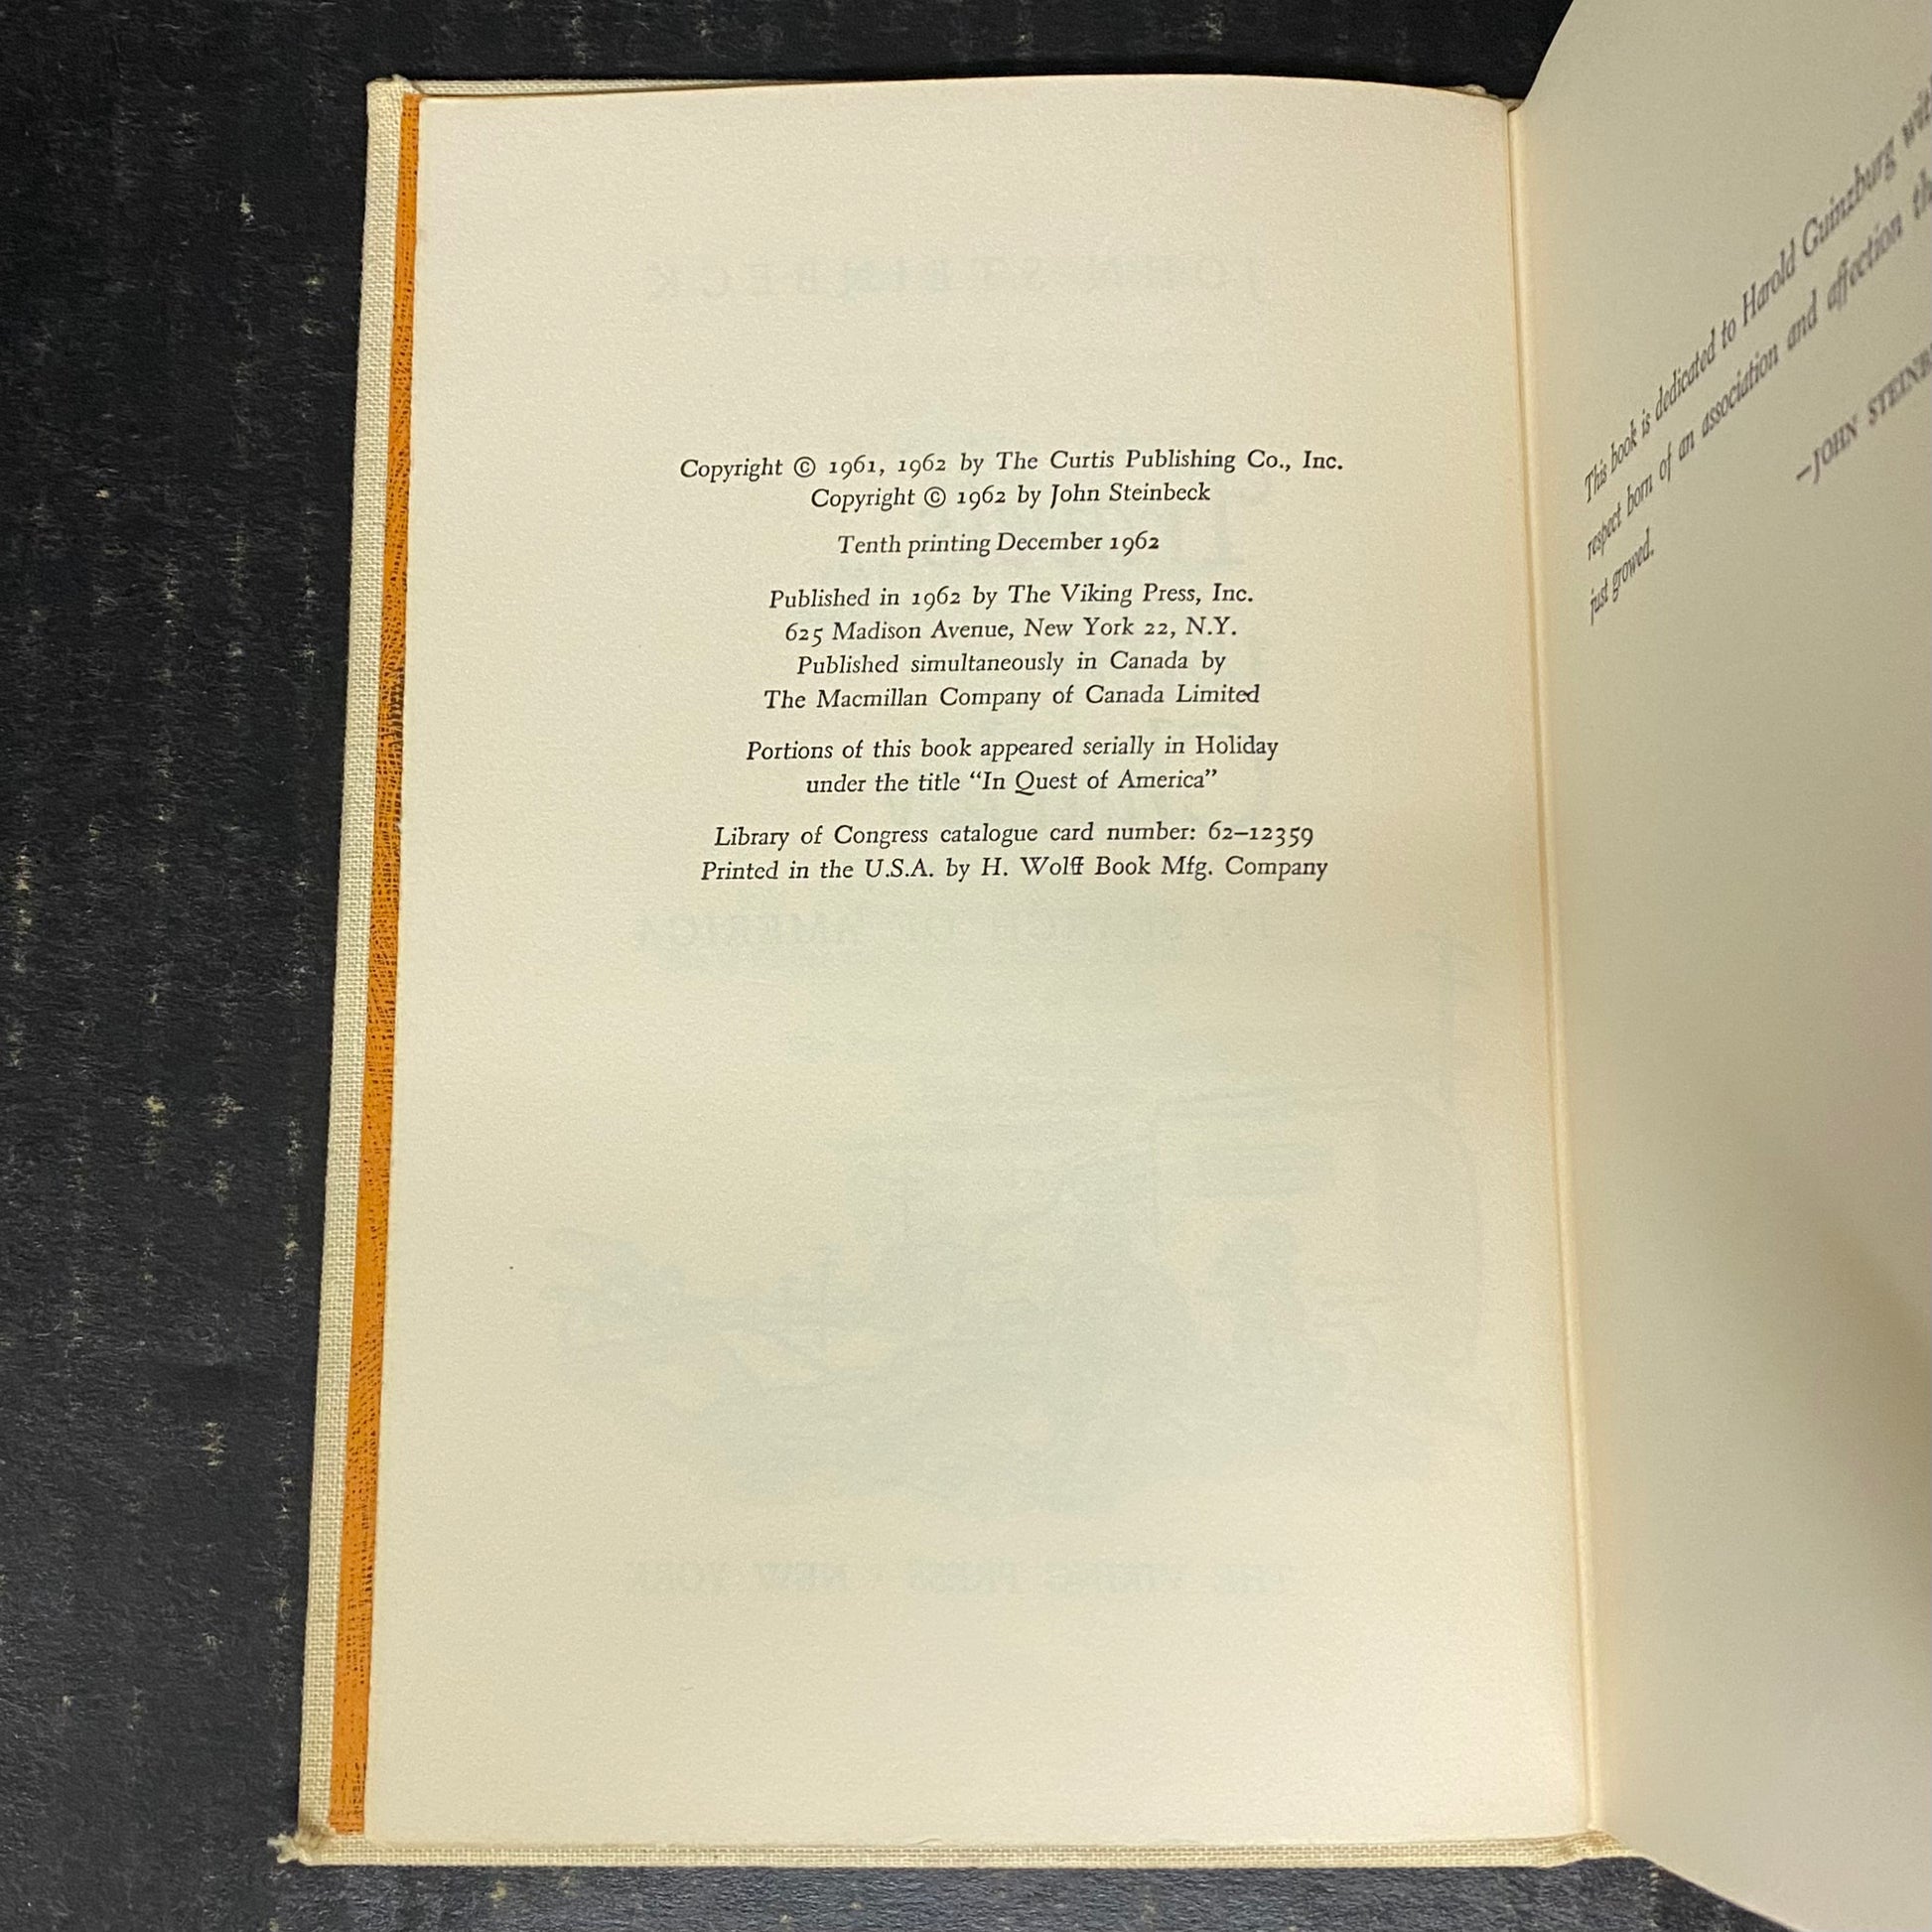 Copyright © 1961, 1962 by The Curtis Publishing Co., Inc.
Copyright © 1962 by John Steinbeck
Tenth printing December 1962
Published in 1962 by The Viking Press, Inc.
625 Madison Avenue, New York 22, N.Y.
Published simultaneously in Canada by
The Macmillan Company of Canada Limited
Portions of this book appeared serially in Holiday
under the title “In Quest of America”
Library of Congress catalogue card number: 62–12359
Printed in the U.S.A. by H. Wolff Book Mfg. Company
This book is dedicated to Harold Guinzburg
respect born of an association and affection
just growed.
—JOHN